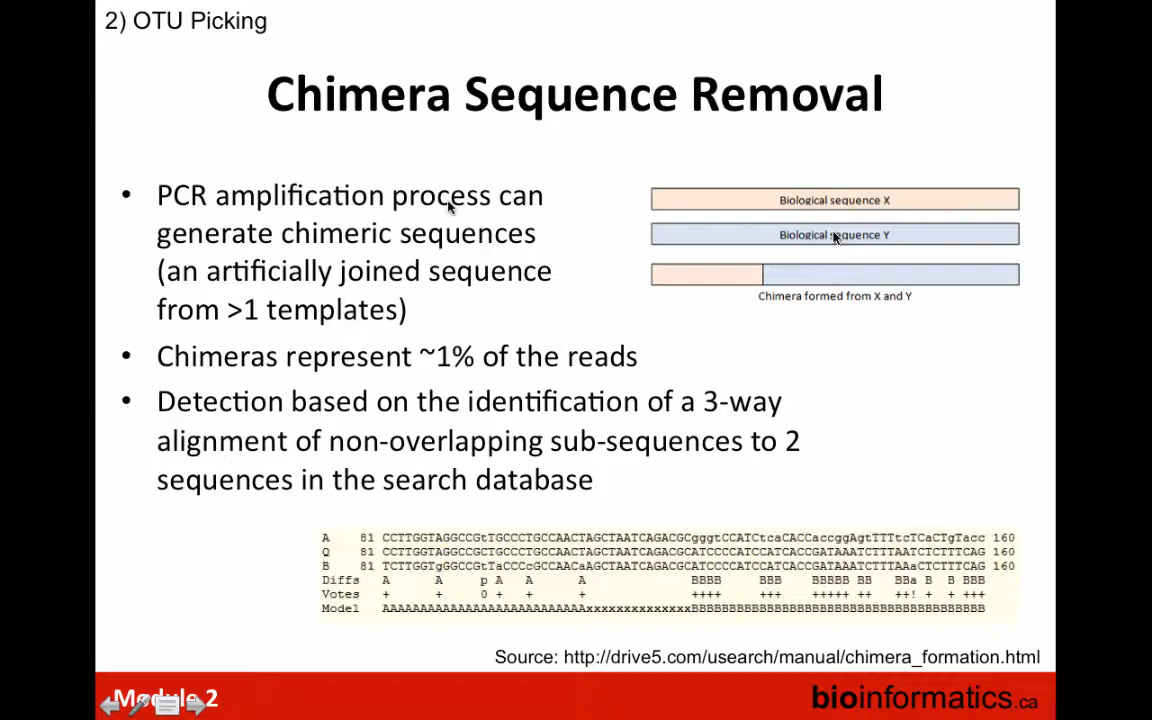 2) OTU Picking
Chimera Sequence Removal
• PCR amplification process can
generate chimeric sequences
(an artificially joined sequence
from >1 templates)
Biological sequence X
Biological sequence Y
Chimera formed from X and Y
• Chimeras represent ~1% of the reads
• Detection based on the identification of a 3-way
alignment of non-overlapping sub-sequences to 2
sequences in the search database
A 81 CCTTGGTAGGCCGtTGCCCTGCCAACTAGCTAATCAGACGCgggtCCATCtcaCACCAccggAgtTTTtcTCaCTgTacc 160
Q 81 CCTTGGTAGGCCGCTGCCCTGCCAACTAGCTAATCAGACGCATCCCCATCCATCACCGATAAATCTTTAATCTCTTTCAG 160
B 81 TCTTGGTgGGCCGtTaCCCcGCCAACaAGCTAATCAGACGCATCCCCATCCATCACCGATAAATCTTTAAaCTCTTTCAG 160
Diffs A A p A A A BBBB BBB BBBBB BB BBa B B BBB
Votes + + 0 + + + ++++ +++ +++++ ++ ++! + + +++
Model AAAAAAAAAAAAAAAAAAAAAAAAAAAxxxxxxxxxxxxxxBBBBBBBBBBBBBBBBBBBBBBBBBBBBBBBBBBBBBBB
Source: http://drive5.com/usearch/manual/chimera_formation.html
Module 2
bioinformatics.ca